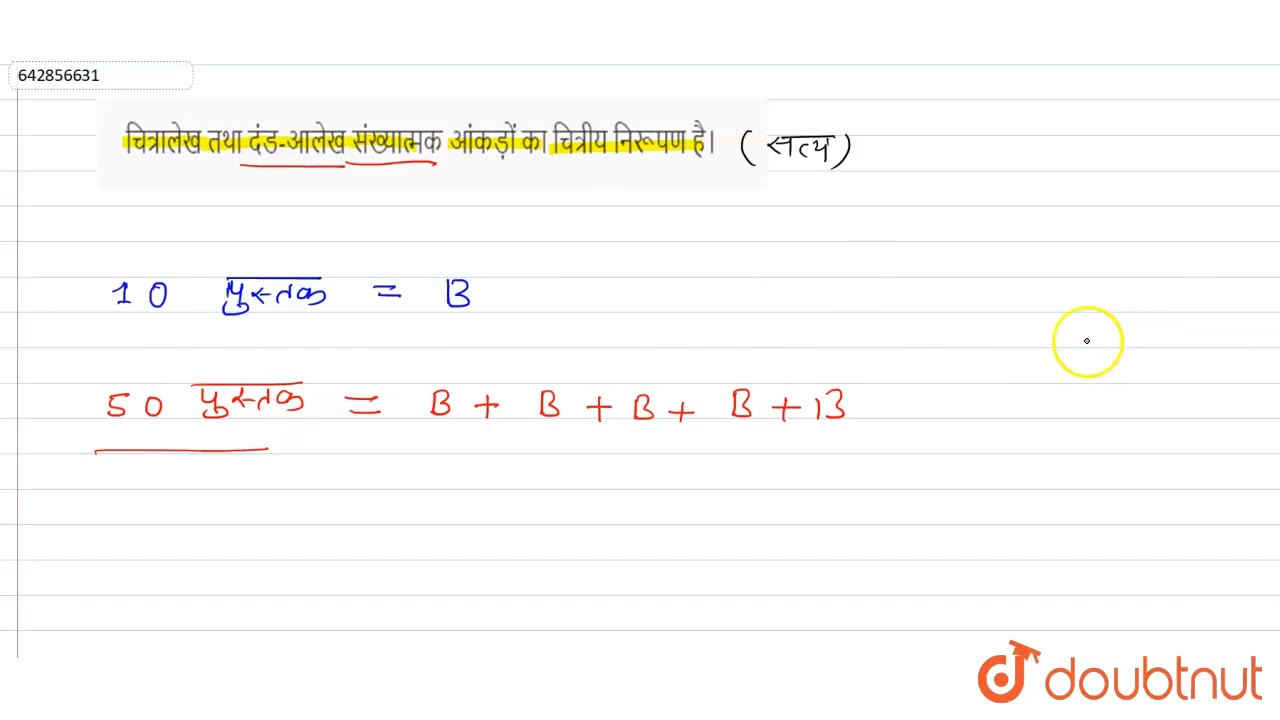 642856631
चित्रालेख तथा दंड-आलेख संख्यात्मक आंकड़ों का चित्रीय निरूपण है। ( सत्य )
10 पुस्तक = B
50 पुस्तक = B + B + B + B + B
doubtnut